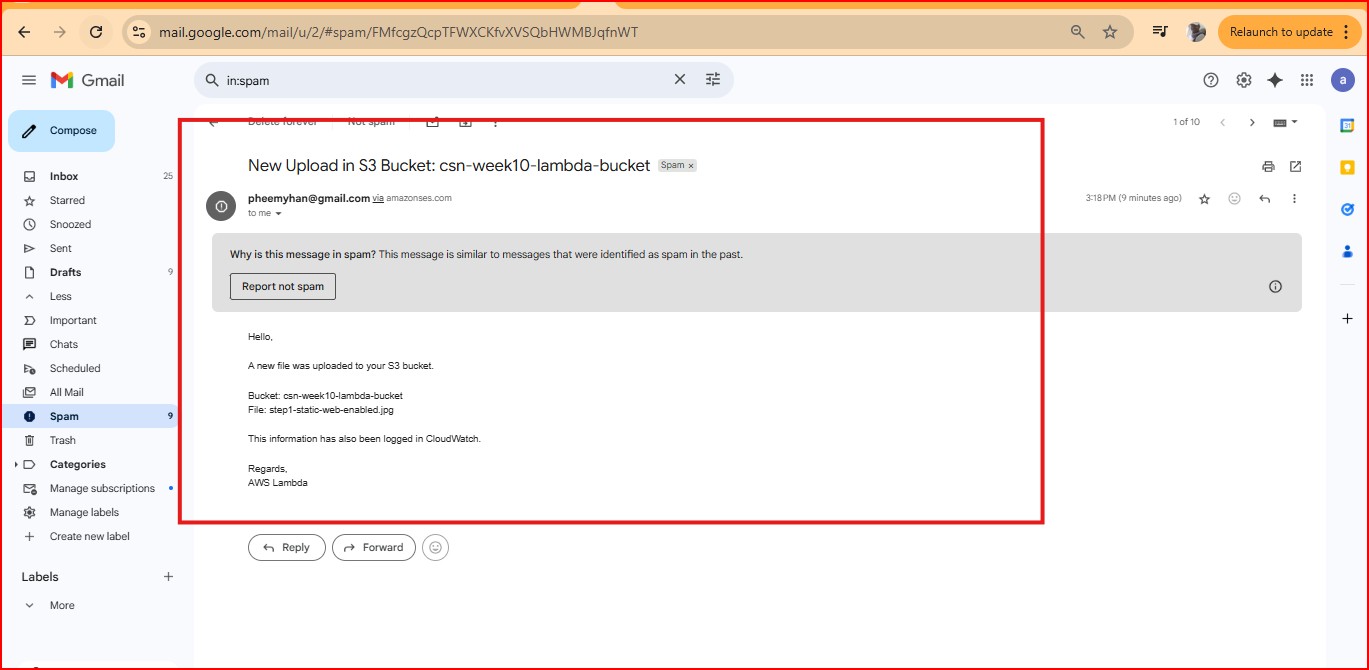 mail.google.com/mail/u/2/#spam/FMfcgzQcpTFWXCKfvXVSQbHWMBJqfnWT
Relaunch to update
Gmail
in:spam
a
Compose
Delete forever
Not spam
1 of 10
Inbox 25
Starred
Snoozed
Sent
Drafts 9
Less
Important
Chats
Scheduled
All Mail
Spam 9
Trash
Categories
Manage subscriptions
Manage labels
Create new label
Labels
More
New Upload in S3 Bucket: csn-week10-lambda-bucket Spam x
pheemyhan@gmail.com via amazonses.com
3:18 PM (9 minutes ago)
to me
Why is this message in spam? This message is similar to messages that were identified as spam in the past.
Report not spam
Hello,
A new file was uploaded to your S3 bucket.
Bucket: csn-week10-lambda-bucket
File: step1-static-web-enabled.jpg
This information has also been logged in CloudWatch.
Regards,
AWS Lambda
Reply
Forward
31